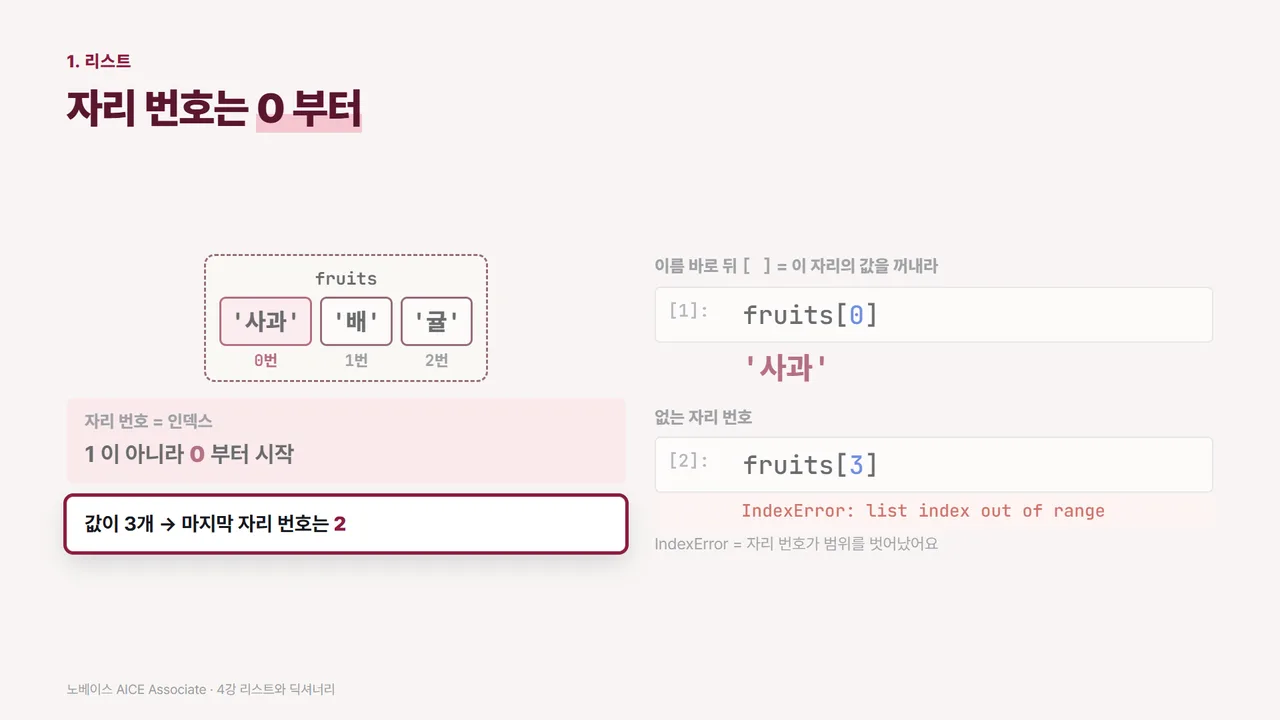 1. 리스트
자리 번호는 0 부터
fruits
'사과' '배' '귤'
0번 1번 2번
자리 번호 = 인덱스
1 이 아니라 0 부터 시작
값이 3개 → 마지막 자리 번호는 2
이름 바로 뒤 [ ] = 이 자리의 값을 꺼내라
[1]: fruits[0]
'사과'
없는 자리 번호
[2]: fruits[3]
IndexError: list index out of range
IndexError = 자리 번호가 범위를 벗어났어요
노베이스 AICE Associate · 4강 리스트와 딕셔너리